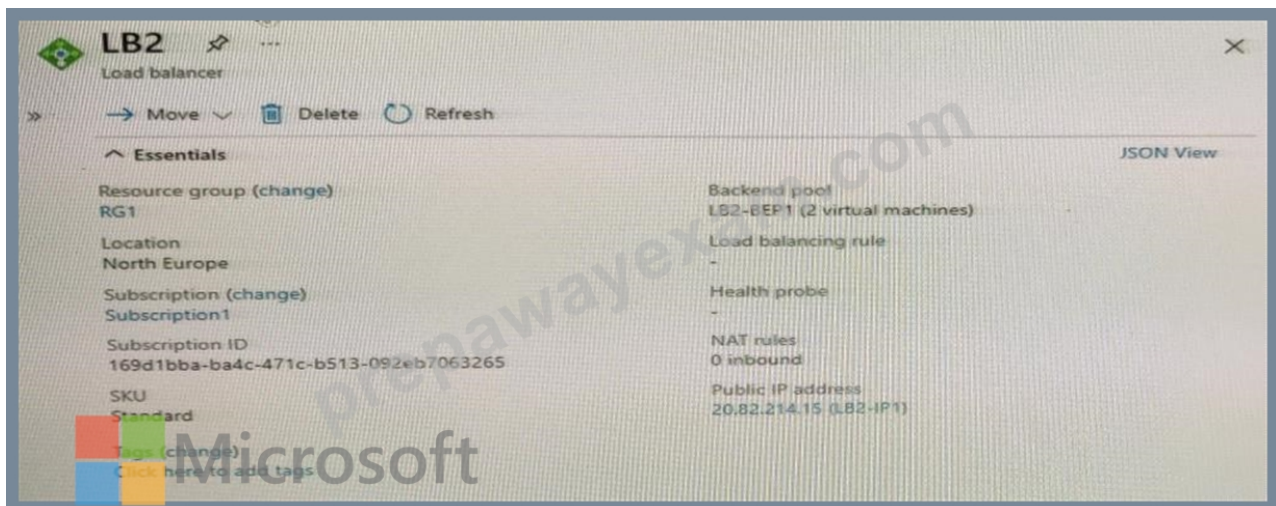 LB2
Load balancer
Move
Delete
Refresh
Essentials
JSON View
Resource group (change)
RG1
Location
North Europe
Subscription (change)
Subscription1
Subscription ID
169d1bba-ba4c-471c-b513-092eb7063265
SKU
Standard
Tags (change)
Click here to add tags
Backend pool
LB2-BEP1 (2 virtual machines)
Load balancing rule
-
Health probe
-
NAT rules
0 inbound
Public IP address
20.82.214.15 (LB2-IP1)
prepawayexam.com
Microsoft